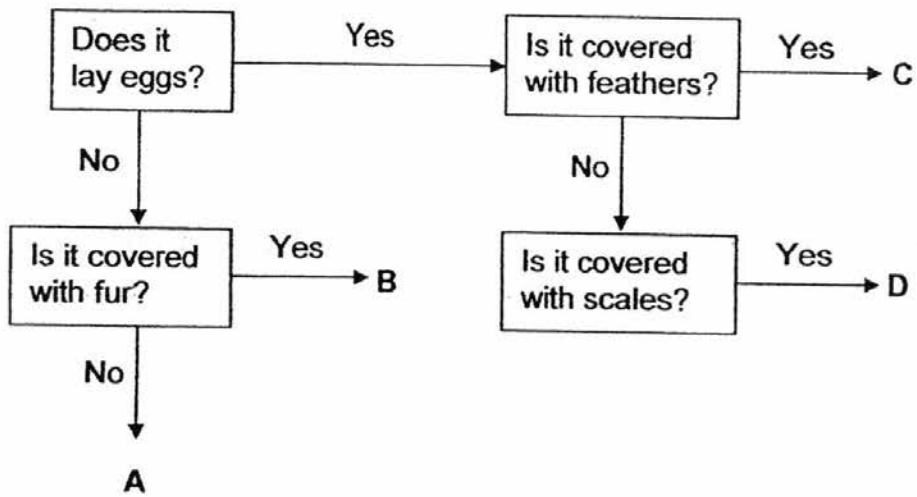 Does it
lay eggs?
Yes
Is it covered
with feathers?
Yes
C
No
No
Is it covered
with fur?
Yes
B
Is it covered
with scales?
Yes
D
No
A